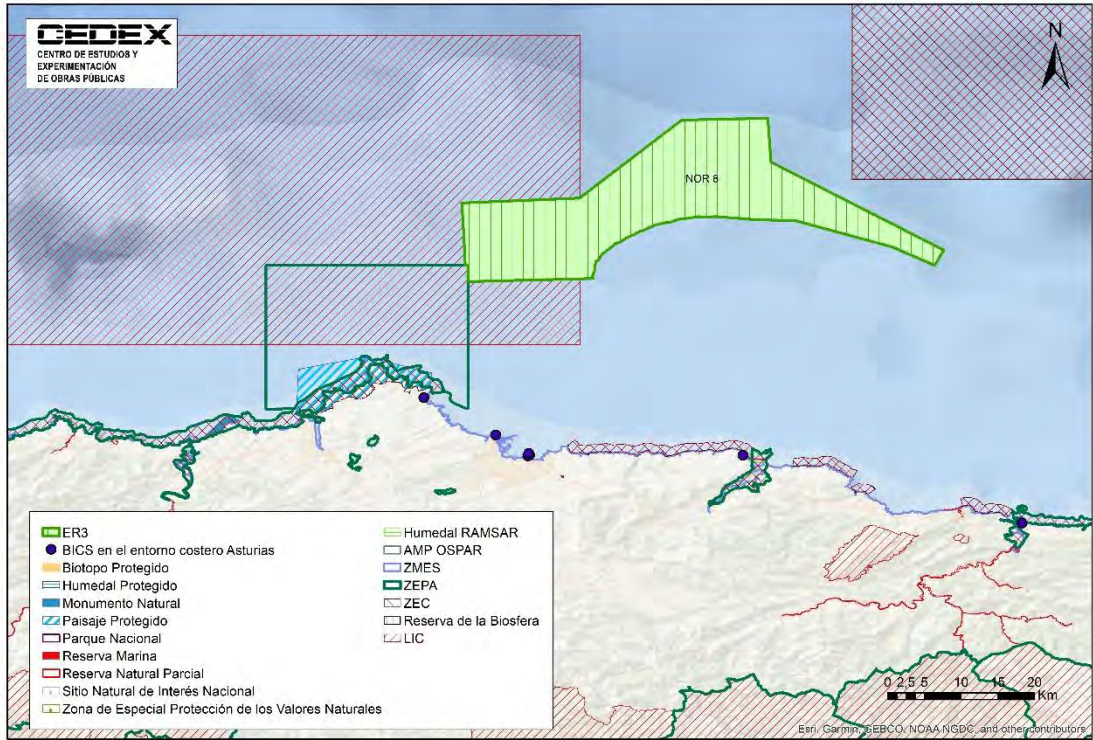 CEDEX
CENTRO DE ESTUDIOS Y
EXPERIMENTACIÓN
DE OBRAS PÚBLICAS
N
NOR 8
ER3
BICS en el entorno costero Asturias
Biotopo Protegido
Humedal Protegido
Monumento Natural
Paisaje Protegido
Parque Nacional
Reserva Marina
Reserva Natural Parcial
Sitio Natural de Interés Nacional
Zona de Especial Protección de los Valores Naturales
Humedal RAMSAR
AMP OSPAR
ZMES
ZEPA
ZEC
Reserva de la Biosfera
LIC
0 2,5 5 10 15 20
Km
Esri, Garmin, GEBCO, NOAA NGDC, and other contributors